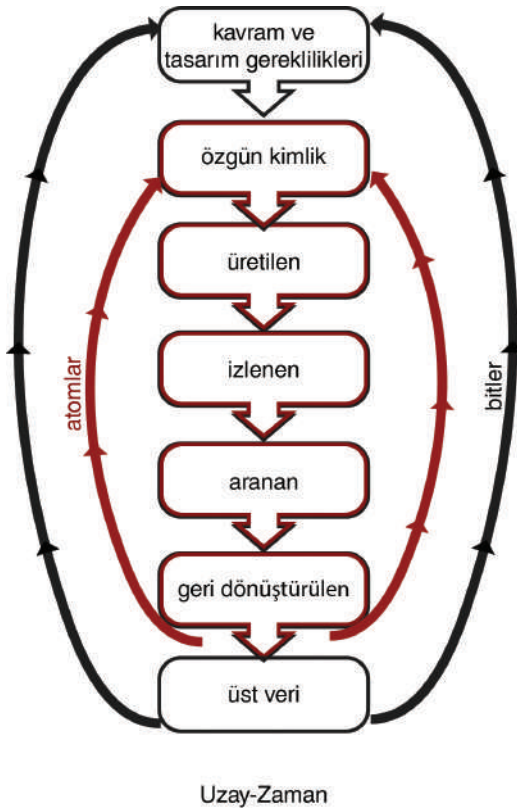 kavram ve
tasarım gereklilikleri
özgün kimlik
üretilen
izlenen
atomlar
bitler
aranan
geri dönüştürülen
üst veri
Uzay-Zaman